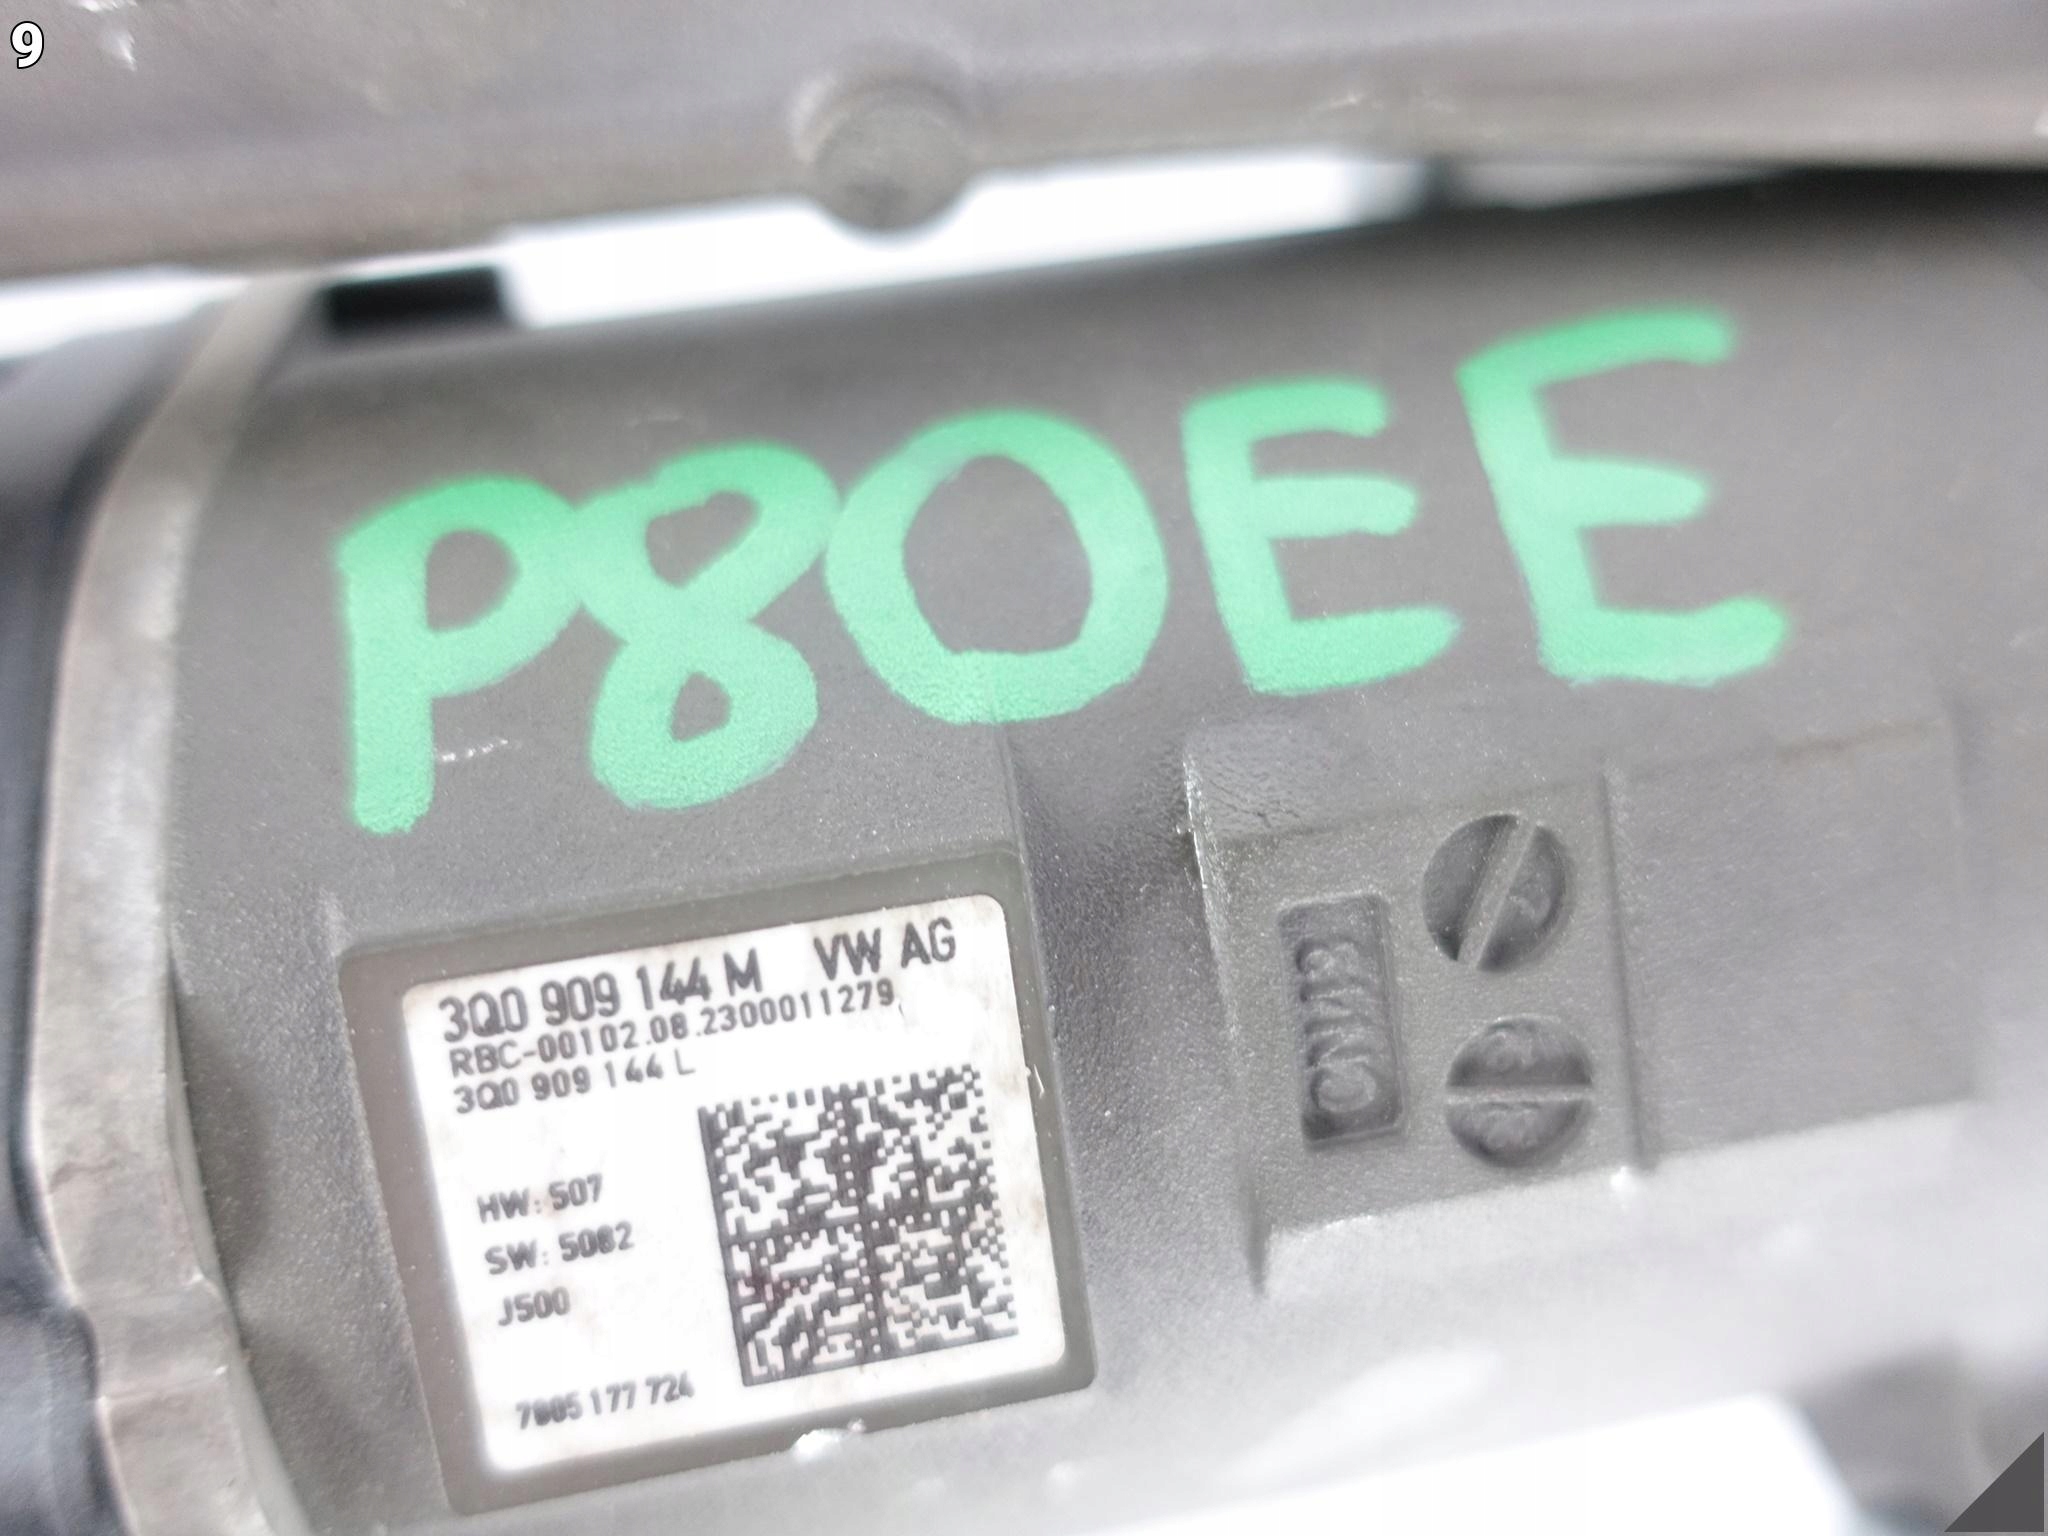 9
P80EE
3Q0 909 144 M VW AG
RBC-00102.08.2300011279
3Q0 909 144 L
HW: 507
SW: 5082
J500
7805 177 724